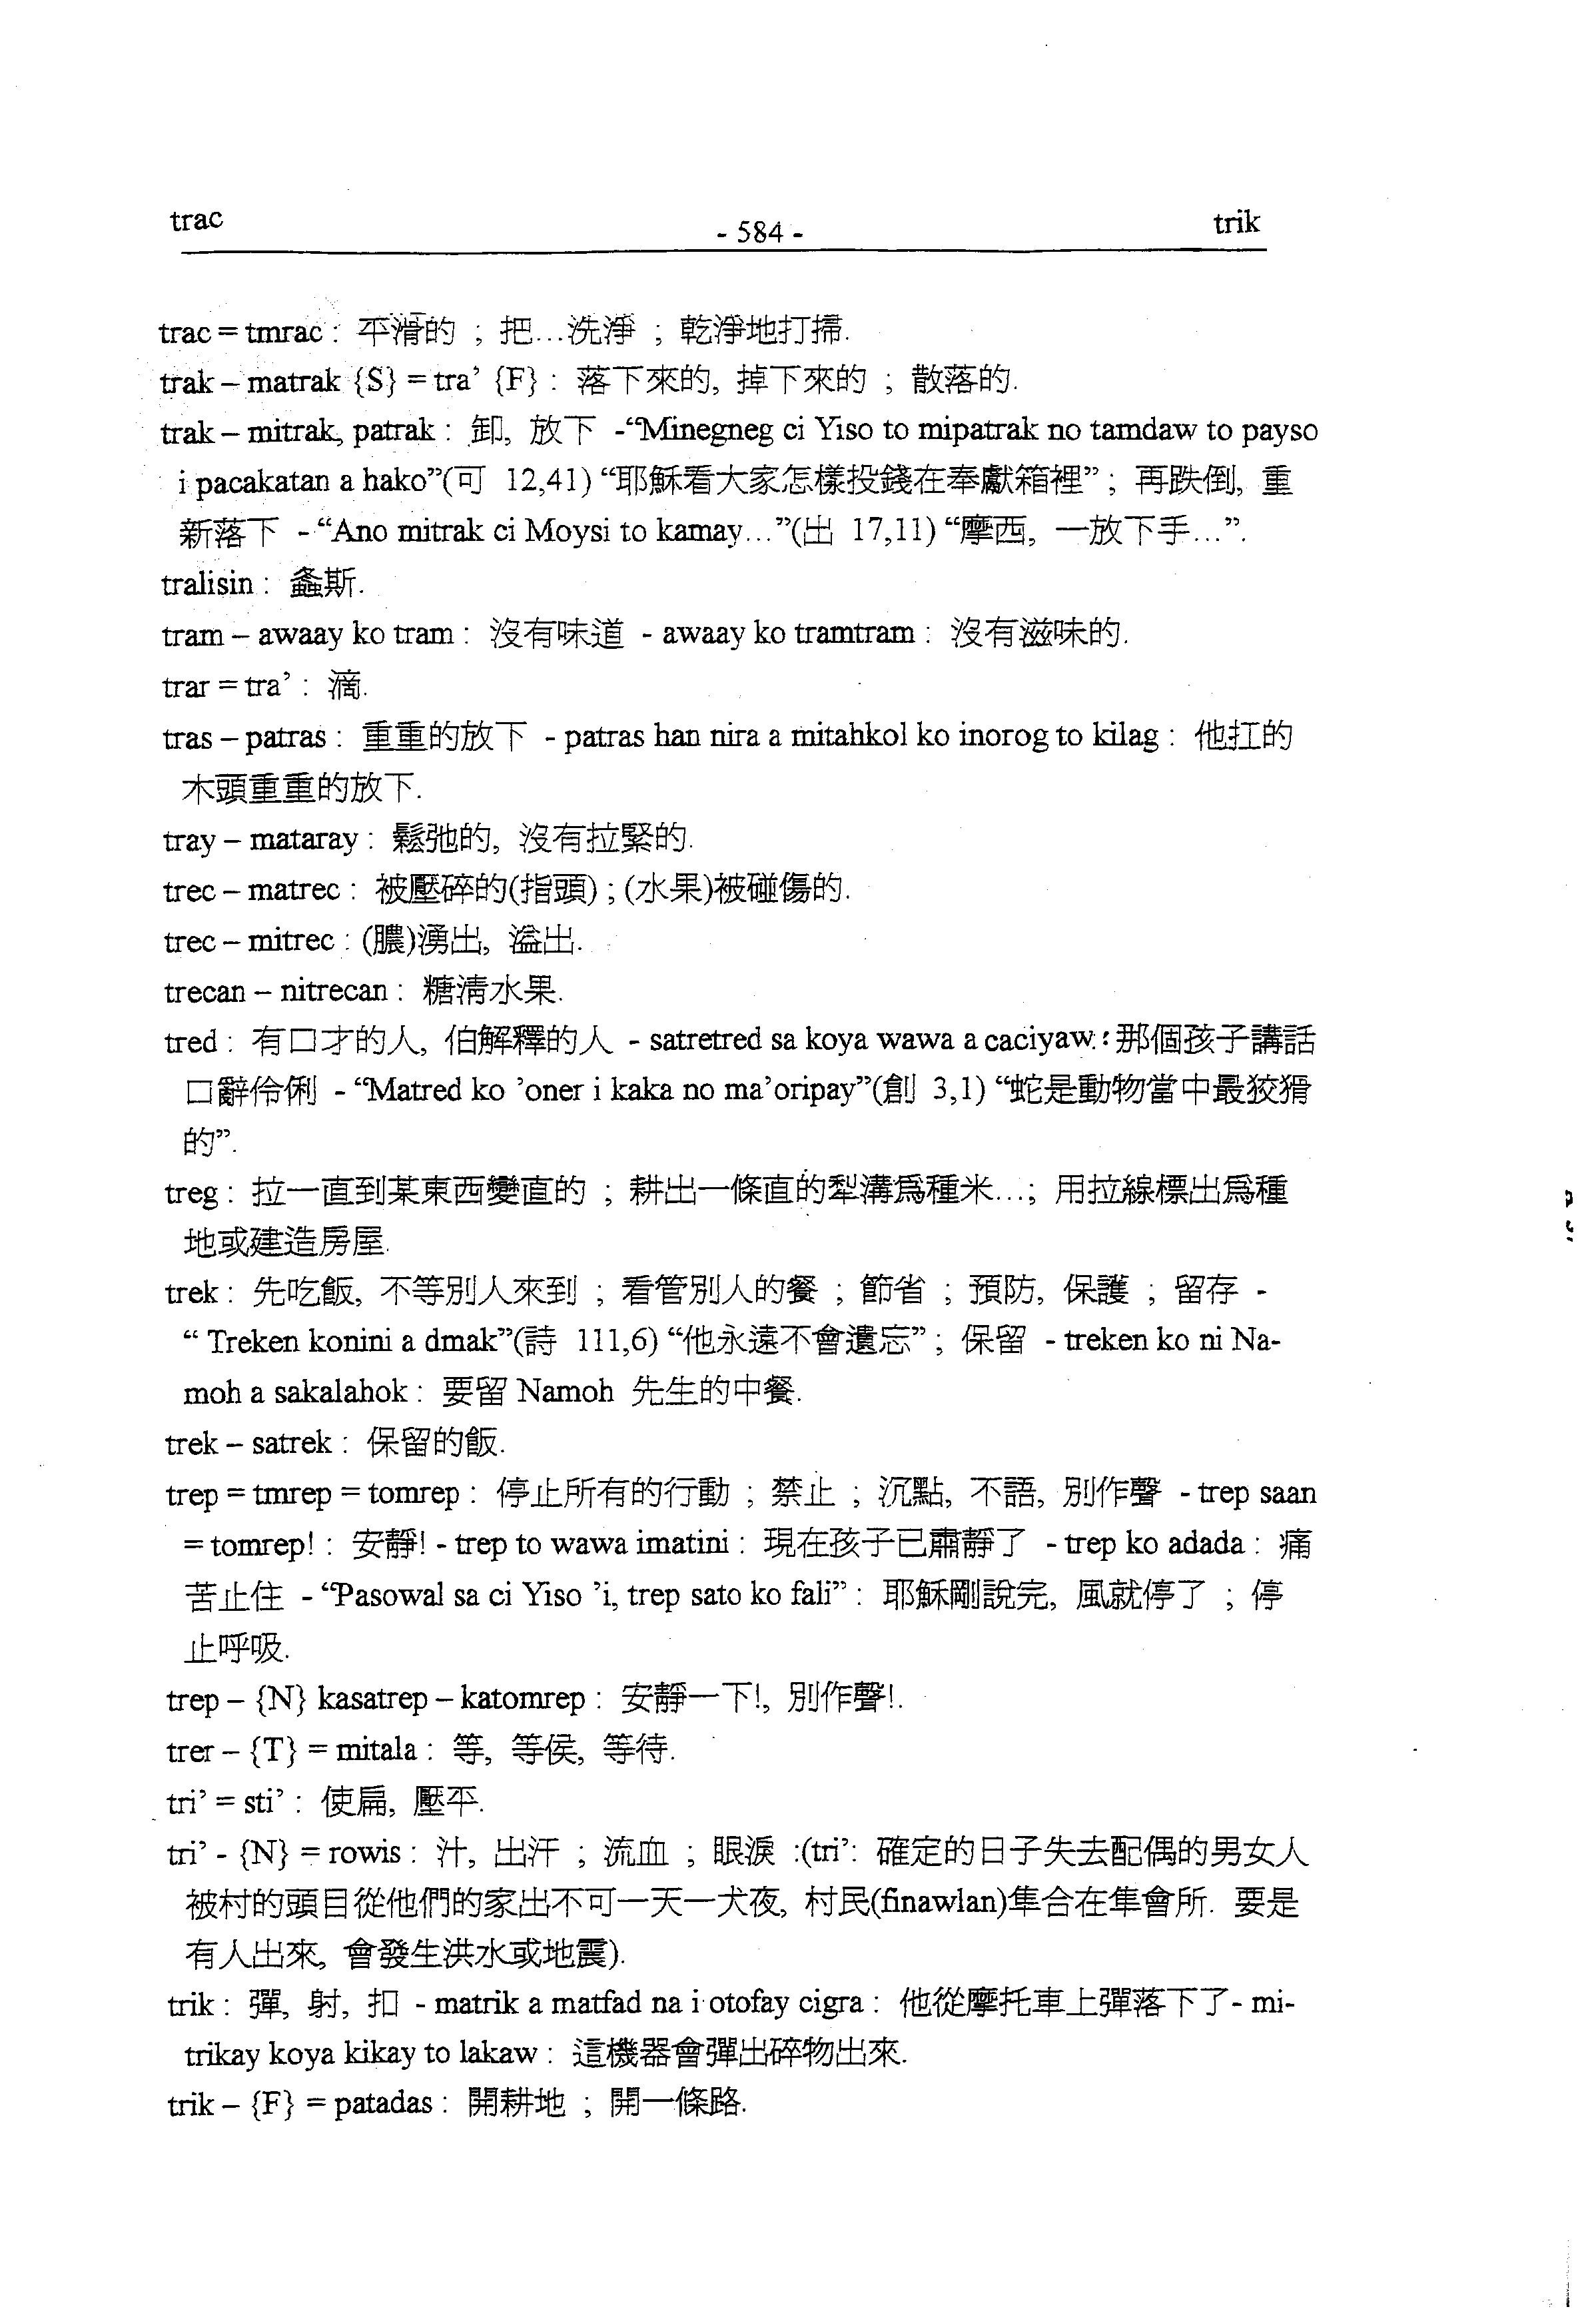 trac
- 584 -
trik
trac = tmrac : 平滑的 ; 把...洗淨 ; 乾淨地打掃.
trak – matrak {S} = tra’ {F} : 落下來的, 掉下來的 ; 散落的.
trak – mitrak, patrak : 卸, 放下 -“Minegneg ci Yiso to mipatrak no tamdaw to payso
i pacakatan a hako”(可 12,41) “耶穌看大家怎樣投錢在奉獻箱裡” ; 再跌倒, 重
新落下 - “Ano mitrak ci Moysi to kamay...”(出 17,11) “摩西, 一放下手...”.
tralisin : 螽斯.
tram – awaay ko tram : 沒有味道 - awaay ko tramtram : 沒有滋味的.
trar = tra’ : 滴.
tras – patras : 重重的放下 - patras han nira a mitahkol ko inorog to kilag : 他扛的
木頭重重的放下.
tray – mataray : 鬆弛的, 沒有拉緊的.
trec – matrec : 被壓碎的(指頭) ; (水果)被碰傷的.
trec – mitrec : (膿)湧出, 溢出.
trecan – nitrecan : 糖清水果.
tred : 有口才的人, 伯解釋的人 - satretred sa koya wawa a caciyaw : 那個孩子講話
口辭伶俐 - “Matred ko ’oner i kaka no ma’oripay”(創 3,1) “蛇是動物當中最狡猾
的”.
treg : 拉一直到某東西變直的 ; 耕出一條直的犁溝為種米...; 用拉線標出為種
地或建造房屋.
trek : 先吃飯, 不等別人來到 ; 看管別人的餐 ; 節省 ; 預防, 保護 ; 留存 -
“ Treken konini a dmak”(詩 111,6) “他永遠不會遺忘” ; 保留 - treken ko ni Na-
moh a sakalahok : 要留 Namoh 先生的中餐.
trek – satrek : 保留的飯.
trep = tmrep = tomrep : 停止所有的行動 ; 禁止 ; 沉點, 不語, 別作聲 - trep saan
= tomrep! : 安靜! - trep to wawa imatini : 現在孩子已肅靜了 - trep ko adada : 痛
苦止住 - “Pasowal sa ci Yiso ’i, trep sato ko fali” : 耶穌剛說完, 風就停了 ; 停
止呼吸.
trep – {N} kasatrep – katomrep : 安靜一下!, 別作聲!.
trer – {T} = mitala : 等, 等侯, 等待.
tri’ = sti’ : 使扁, 壓平.
tri’ - {N} = rowis : 汁, 出汗 ; 流血 ; 眼淚 :(tri’: 確定的日子失去配偶的男女人
被村的頭目從他們的家出不可一天一犬夜, 村民(finawlan)隼合在隼會所. 要是
有人出來, 會發生洪水或地震).
trik : 彈, 射, 扣 - matrik a matfad na i otofay cigra : 他從摩托車上彈落下了- mi-
trikay koya kikay to lakaw : 這機器會彈出碎物出來.
trik – {F} = patadas : 開耕地 ; 開一條路.